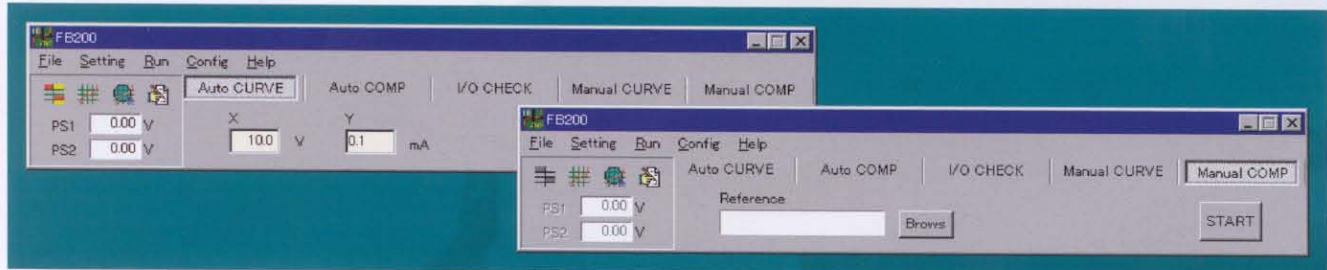 FB200
File Setting Run Config Help
Auto CURVE Auto COMP I/O CHECK Manual CURVE Manual COMP
X Y
PS1 0.00 V 10.0 V 0.1 mA
PS2 0.00 V
FB200
File Setting Run Config Help
Auto CURVE Auto COMP I/O CHECK Manual CURVE Manual COMP
Reference
PS1 0.00 V Brows START
PS2 0.00 V